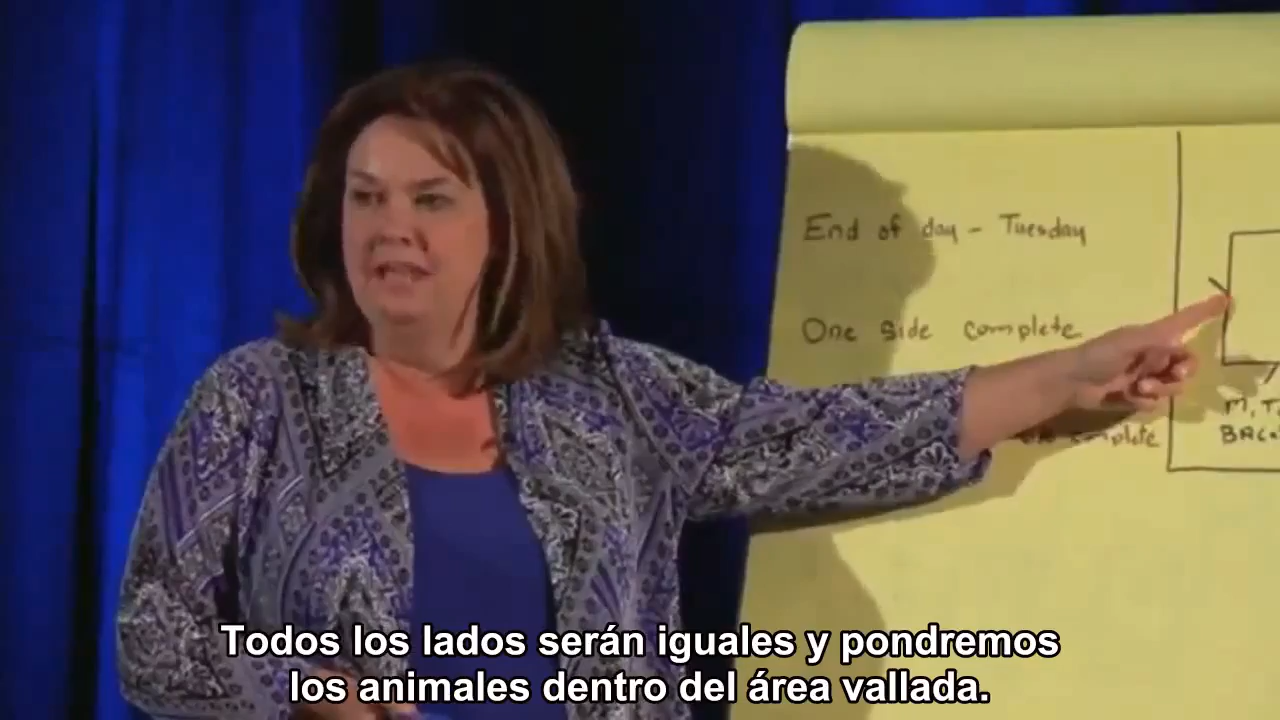 End of day - Tuesday
One side complete
complete
M, T
Todos los lados serán iguales y pondremos
los animales dentro del área vallada.